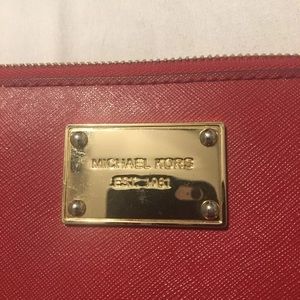 MICHAEL KORS
EST. 1981